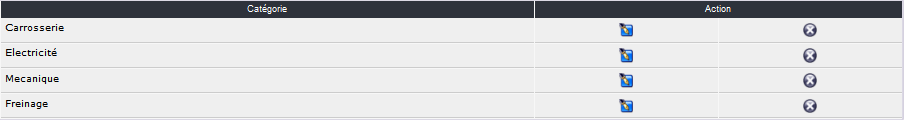 Catégorie Action
Carrosserie
Electricité
Mecanique
Freinage